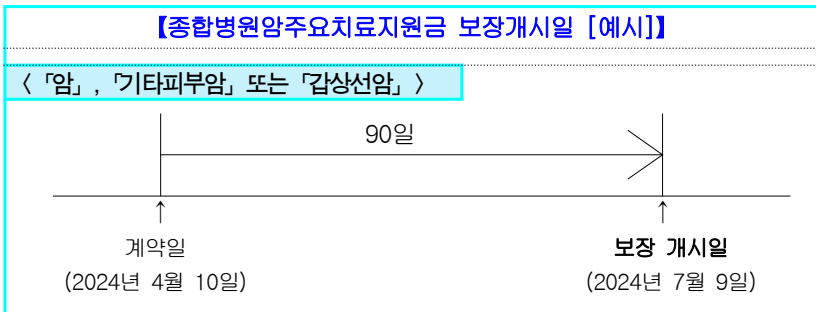 【종합병원암주요치료지원금 보장개시일 [예시]】
〈 「암」, 「기타피부암」 또는 「갑상선암」 〉
90일
↑ ↑
계약일 보장 개시일
(2024년 4월 10일) (2024년 7월 9일)